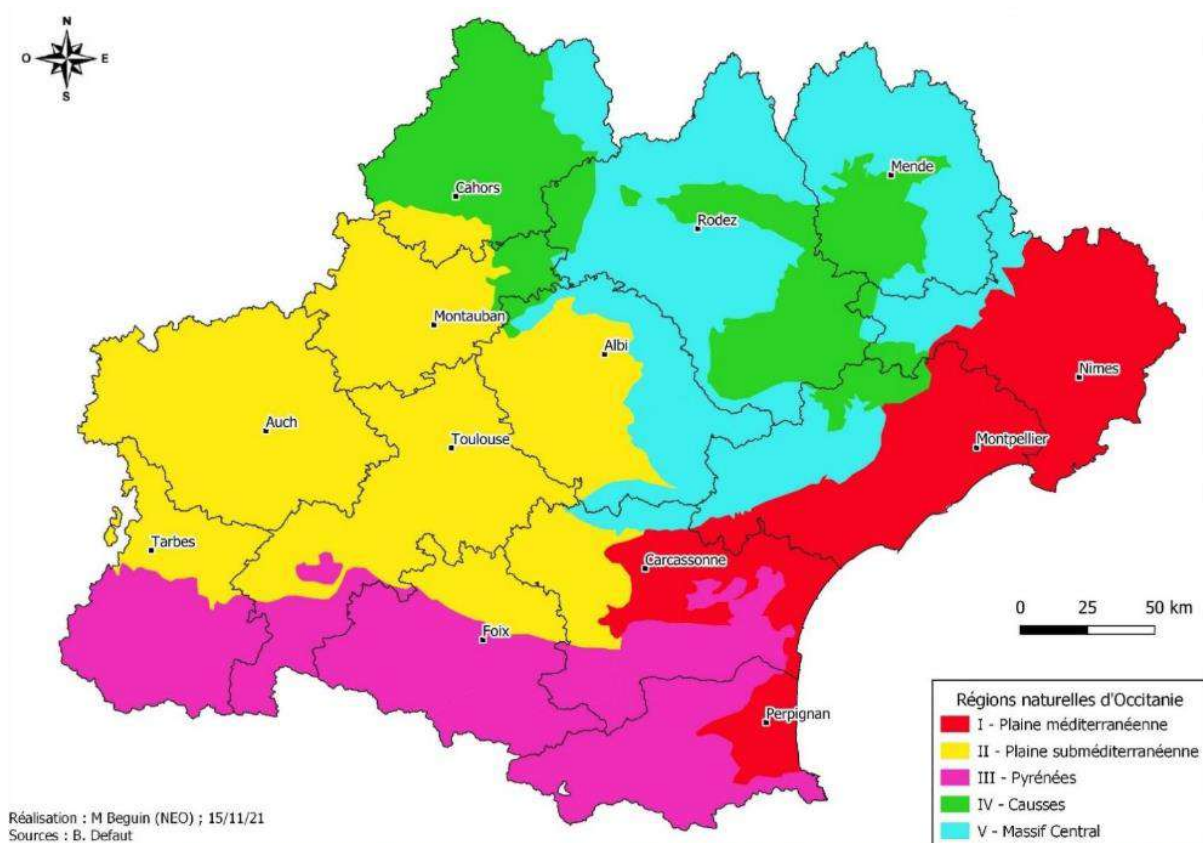 N
O E
S
Mende
Cahors
Rodez
Montauban
Albi
Nimes
Auch
Toulouse
Montpellier
Tarbes
Carcassonne
Foix
Perpignan
0 25 50 km
Régions naturelles d'Occitanie
I - Plaine méditerranéenne
II - Plaine subméditerranéenne
III - Pyrénées
IV - Causses
V - Massif Central
Réalisation : M Beguin (NEO) ; 15/11/21
Sources : B. Defaut